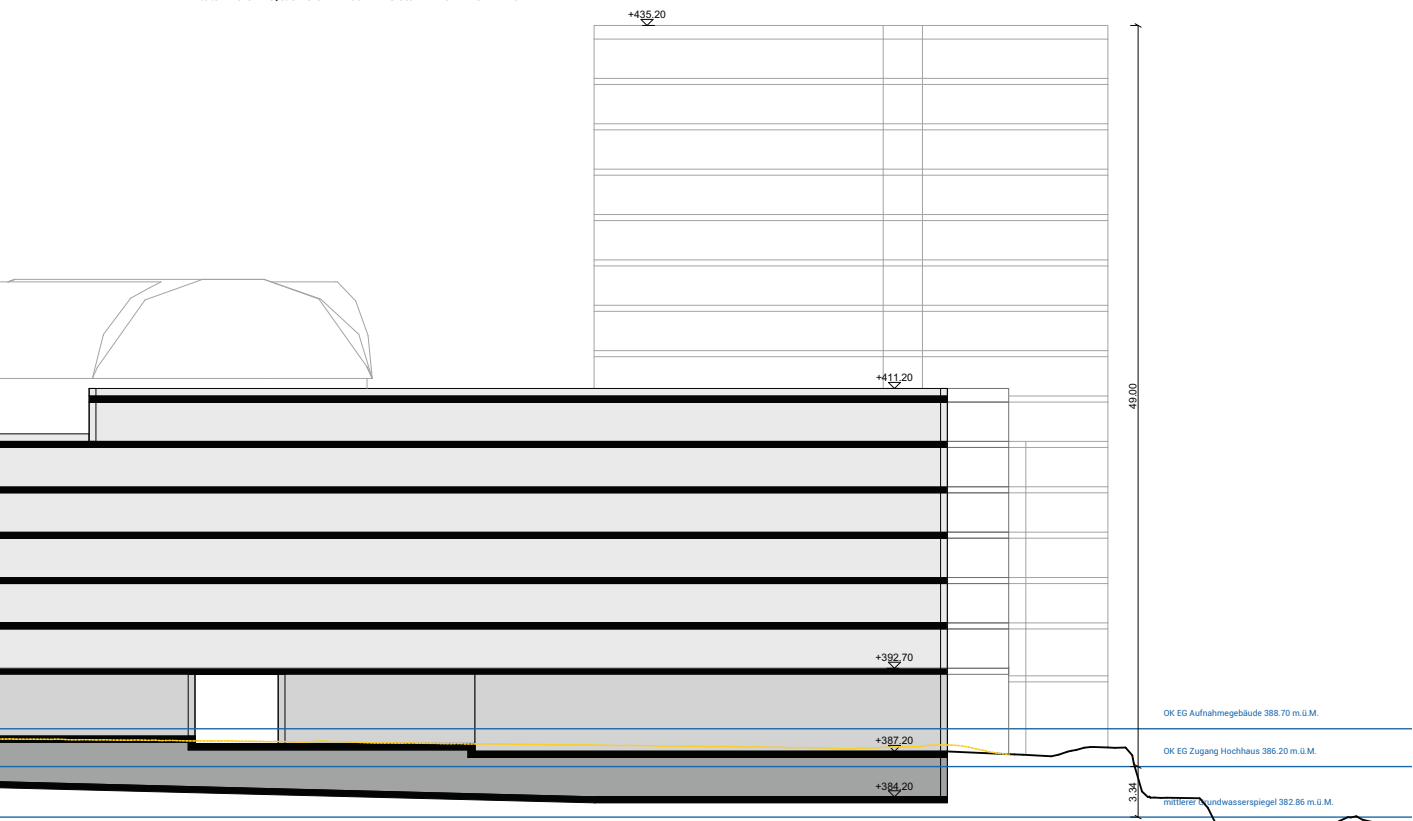 +435.20
+411.20
49.00
+392.70
OK EG Aufnahmegebäude 388.70 m.ü.M.
+387.20
OK EG Zugang Hochhaus 386.20 m.ü.M.
+384.20
3.34
mittlerer Grundwasserspiegel 382.86 m.ü.M.